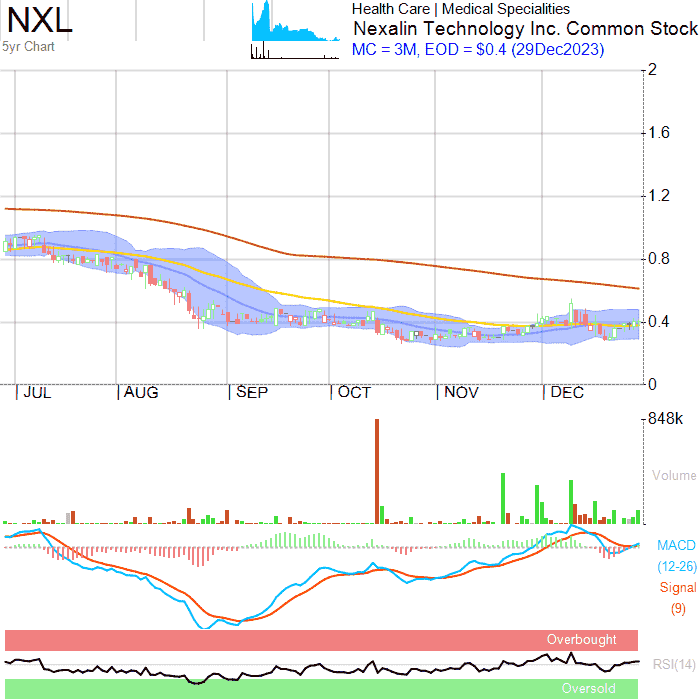 NXL
5yr Chart
Health Care | Medical Specialities
Nexalin Technology Inc. Common Stock
MC = 3M, EOD = $0.4 (29Dec2023)
2
1.6
1.2
0.8
0.4
0
JUL AUG SEP OCT NOV DEC
848k
Volume
MACD
(12-26)
Signal
(9)
Overbought
RSI(14)
Oversold